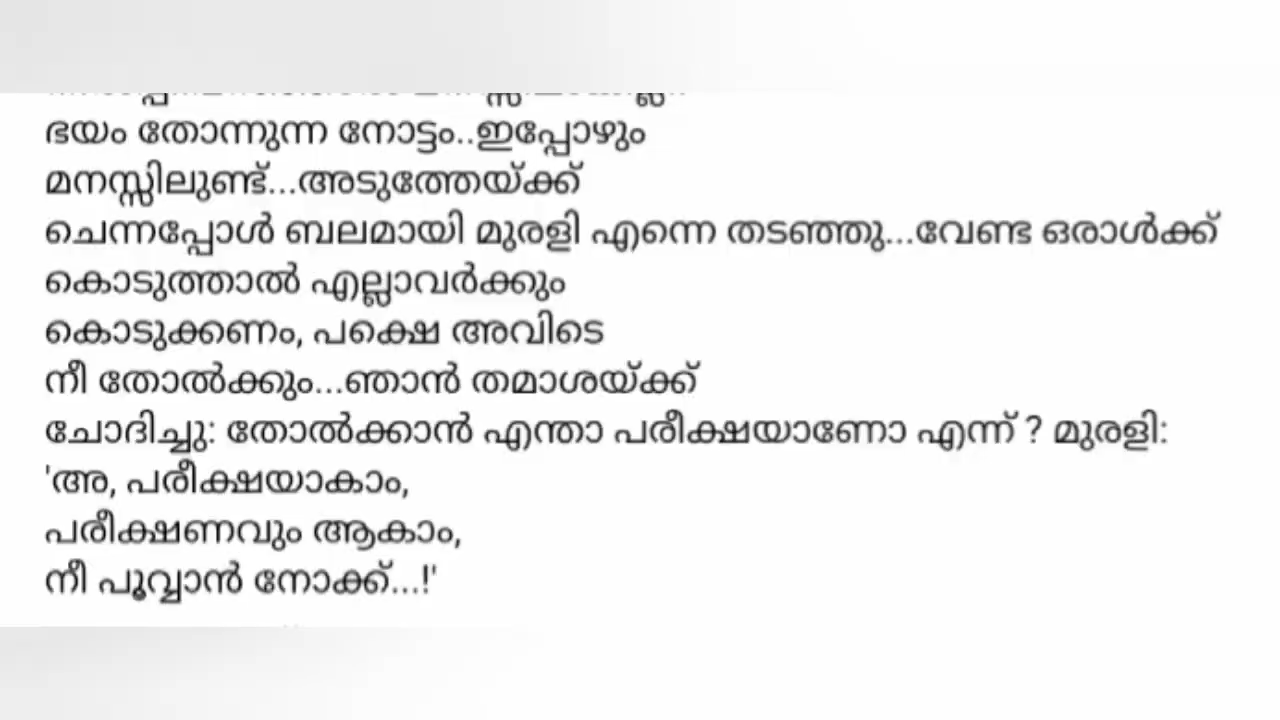 ഭയം തോന്നുന്ന നോട്ടം..ഇപ്പോഴും
മനസ്സിലുണ്ട്...അടുത്തേയ്ക്ക്
ചെന്നപ്പോൾ ബലമായി മുരളി എന്നെ തടഞ്ഞു...വേണ്ട ഒരാൾക്ക്
കൊടുത്താൽ എല്ലാവർക്കും
കൊടുക്കണം, പക്ഷെ അവിടെ
നീ തോൽക്കും...ഞാൻ തമാശയ്ക്ക്
ചോദിച്ചു: തോൽക്കാൻ എന്താ പരീക്ഷയാണോ എന്ന് ? മുരളി:
'അ, പരീക്ഷയാകാം,
പരീക്ഷണവും ആകാം,
നീ പൂവ്വാൻ നോക്ക്...!'